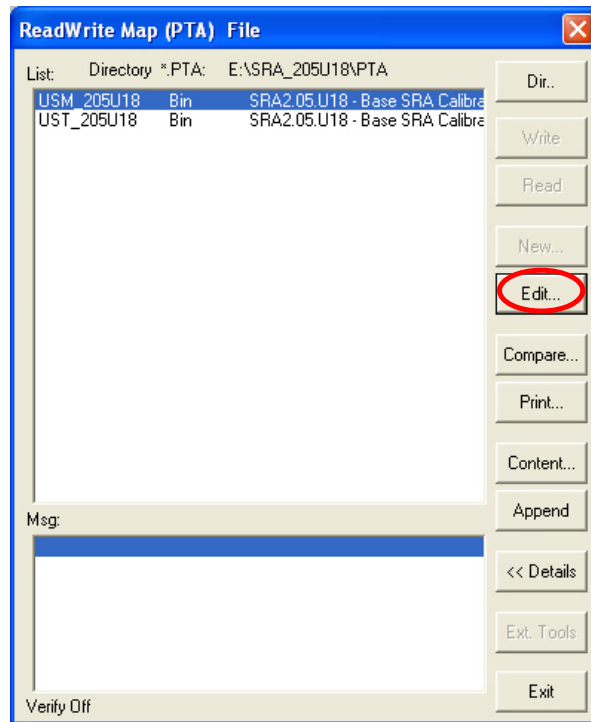 ReadWrite Map (PTA) File
List: Directory *.PTA: E:\SRA_205U18\PTA
USM_205U18 Bin SRA2.05.U18 - Base SRA Calibra
UST_205U18 Bin SRA2.05.U18 - Base SRA Calibra
Dir..
Write
Read
New...
Edit...
Compare...
Print...
Content...
Append
<< Details
Ext. Tools
Exit
Msg:
Verify Off